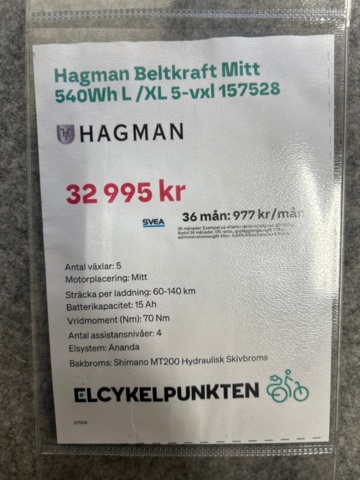 Hagman Beltkraft Mitt
540Wh L /XL 5-vxl 157528
HAGMAN
32 995 kr
SVEA
36 mån: 977 kr/mån
Antal växlar: 5
Motorplacering: Mitt
Sträcka per laddning: 60-140 km
Batterikapacitet: 15 Ah
Vridmoment (Nm): 70 Nm
Antal assistansnivåer: 4
Elsystem: Ananda
Bakbroms: Shimano MT200 Hydraulisk Skivbroms
ELCYKELPUNKTEN